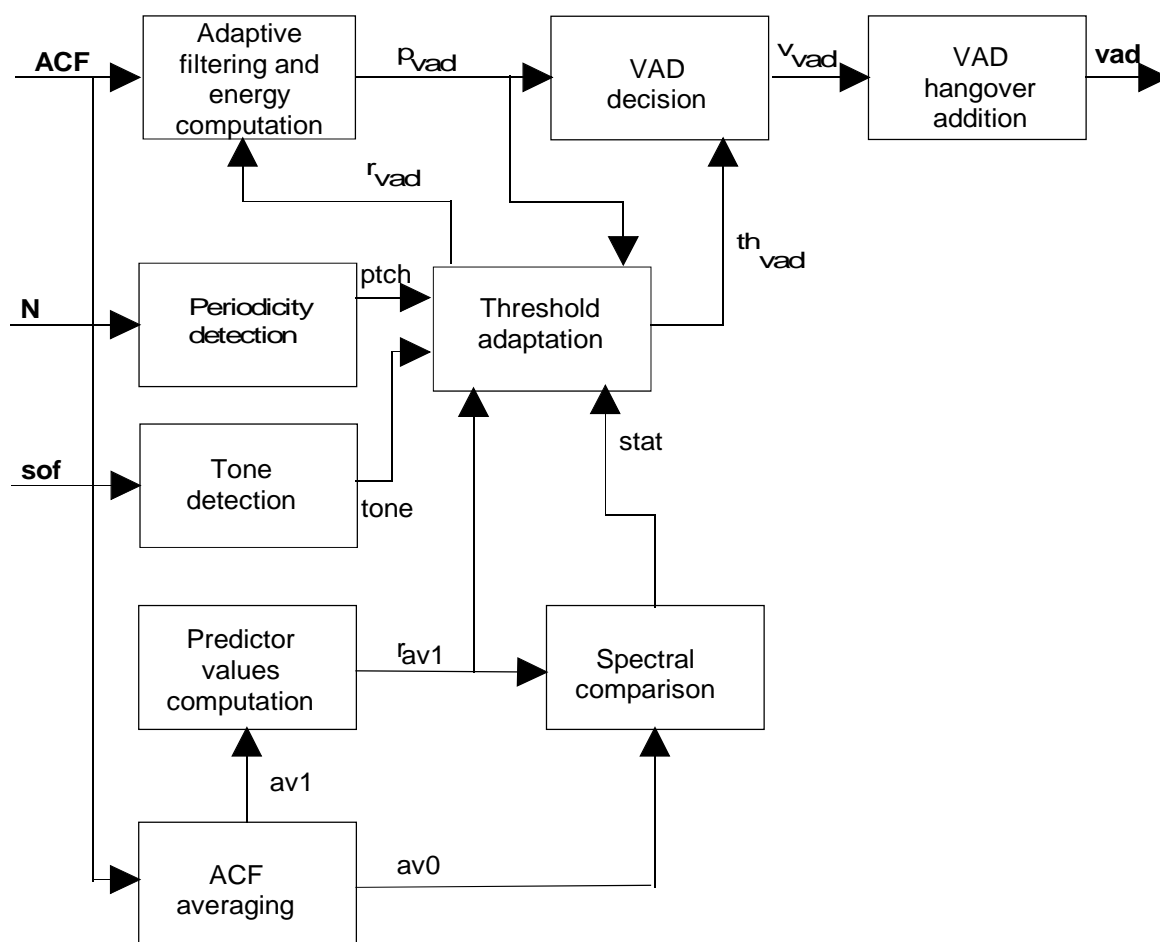 ACF
Adaptive
filtering and
energy
computation
pvad
VAD
decision
vvad
VAD
hangover
addition
vad
rvad
thvad
N
Periodicity
detection
ptch
Threshold
adaptation
sof
Tone
detection
tone
stat
Predictor
values
computation
rav1
Spectral
comparison
av1
ACF
averaging
av0